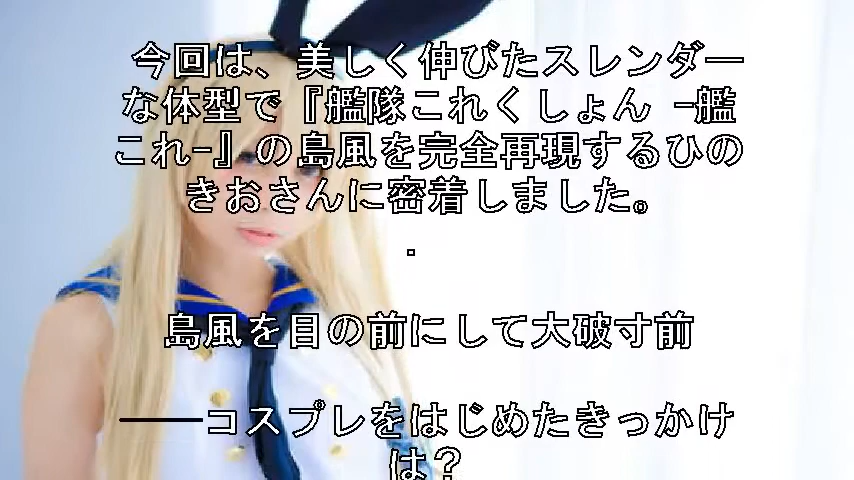 今回は、美しく伸びたスレンダー
な体型で『艦隊これくしょん -艦
これ-』の島風を完全再現するひの
きおさんに密着しました。
.
島風を目の前にして大破寸前
――コスプレをはじめたきっかけ
は？